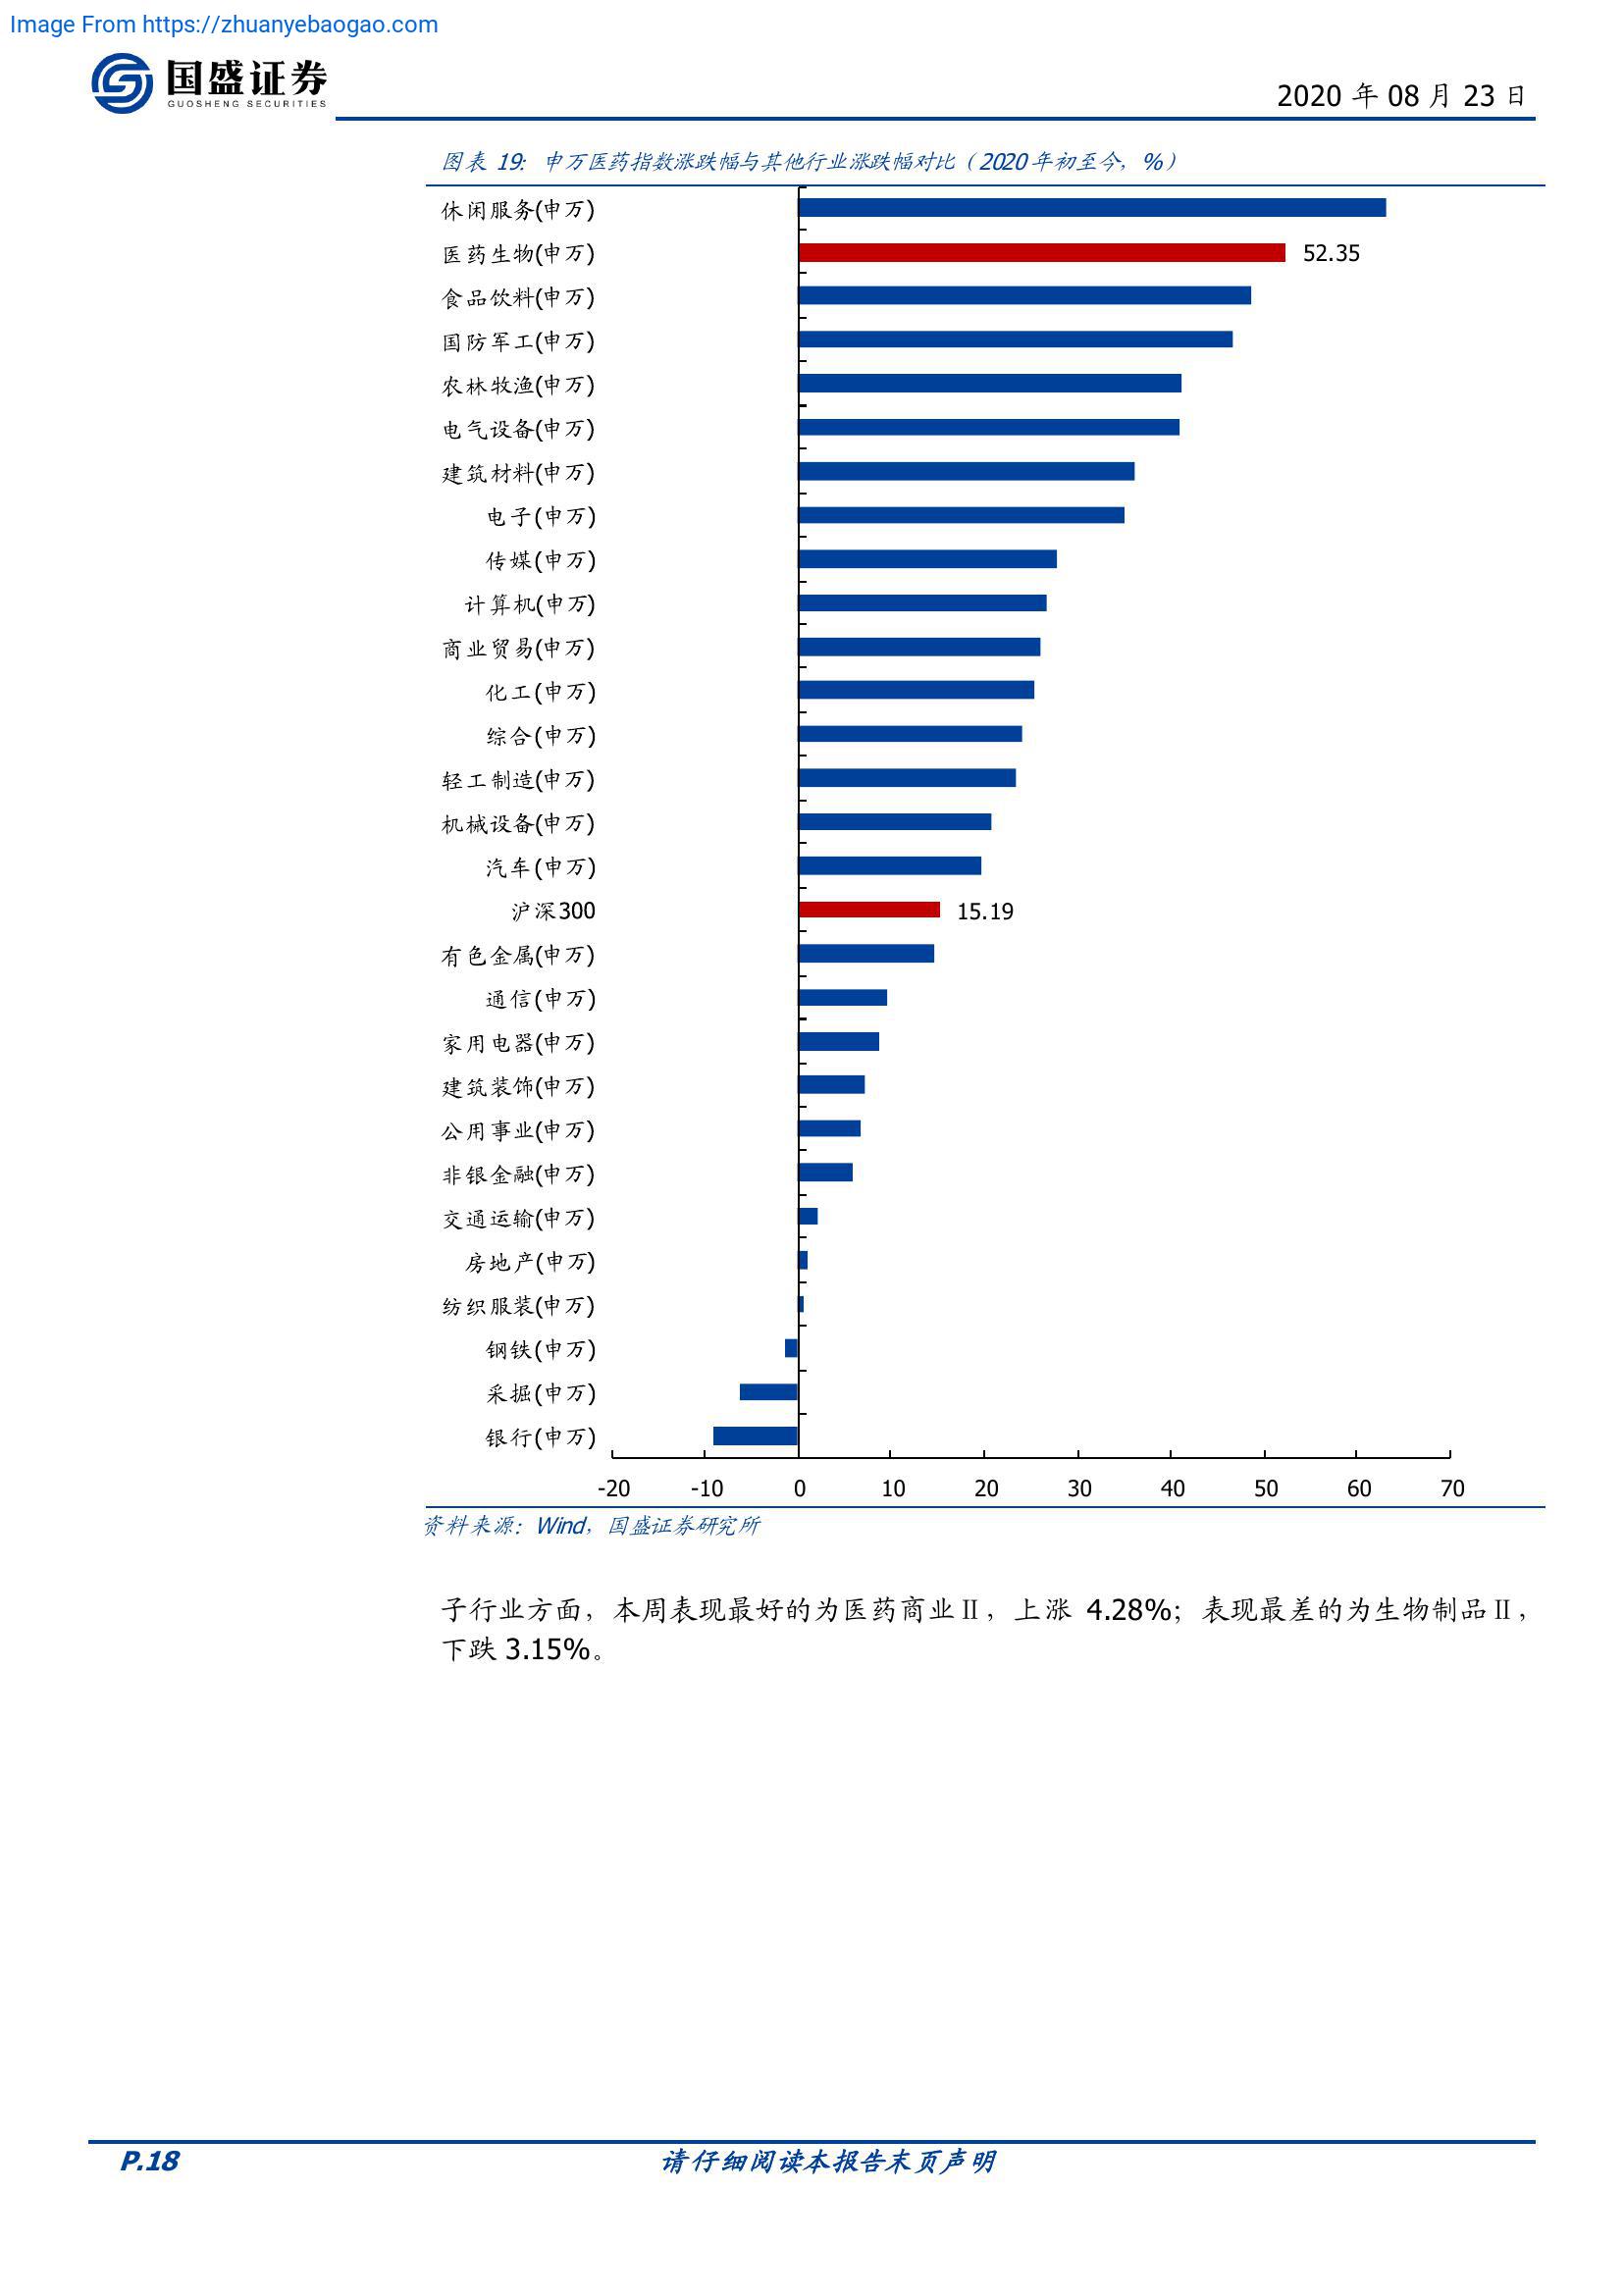 Image From https://zhuanyebaogao.com
国盛证券
GUOSHENG SECURITIES
2020 年 08 月 23 日
图表 19: 申万医药指数涨跌幅与其他行业涨跌幅对比（2020 年初至今，%）
休闲服务(申万)
医药生物(申万) 52.35
食品饮料(申万)
国防军工(申万)
农林牧渔(申万)
电气设备(申万)
建筑材料(申万)
电子(申万)
传媒(申万)
计算机(申万)
商业贸易(申万)
化工(申万)
综合(申万)
轻工制造(申万)
机械设备(申万)
汽车(申万)
沪深300 15.19
有色金属(申万)
通信(申万)
家用电器(申万)
建筑装饰(申万)
公用事业(申万)
非银金融(申万)
交通运输(申万)
房地产(申万)
纺织服装(申万)
钢铁(申万)
采掘(申万)
银行(申万)
-20 -10 0 10 20 30 40 50 60 70
资料来源：Wind，国盛证券研究所
子行业方面，本周表现最好的为医药商业Ⅱ，上涨 4.28%；表现最差的为生物制品Ⅱ，
下跌 3.15%。
P.18 请仔细阅读本报告末页声明